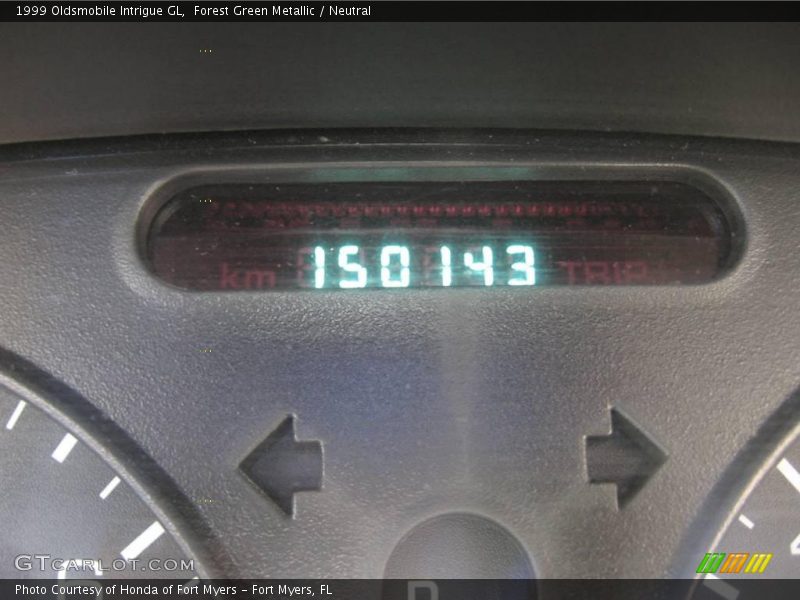 1999 Oldsmobile Intrigue GL,  Forest Green Metallic / Neutral
km 150143 TRIP
GTcarlot.com
Photo Courtesy of Honda of Fort Myers - Fort Myers, FL